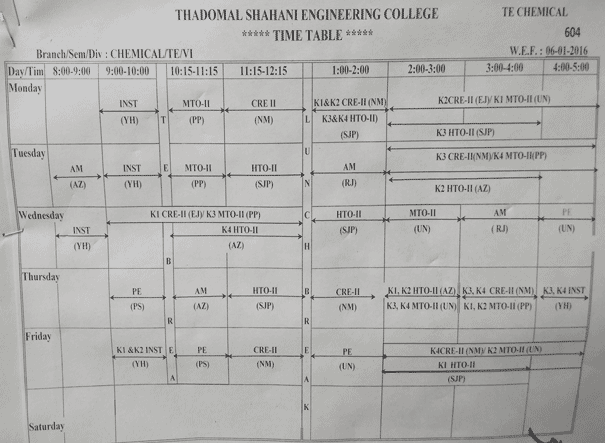 THADOMAL SHAHANI ENGINEERING COLLEGE TE CHEMICAL
***** TIME TABLE ***** 604
Branch/Sem/Div : CHEMICAL/TE/VI W.E.F. : 06-01-2016
Day/Tim 8:00-9:00 9:00-10:00 10:15-11:15 11:15-12:15 1:00-2:00 2:00-3:00 3:00-4:00 4:00-5:00
Monday
INST MTO-II CRE II K1&K2 CRE-II (NM) K2CRE-II (EJ)/ K1 MTO-II (UN)
(YH) T (PP) (NM) L K3&K4 HTO-II) K3 HTO-II (SJP)
(SJP)
Tuesday U K3 CRE-II(NM)/K4 MTO-II(PP)
AM INST E MTO-II HTO-II AM
(AZ) (YH) (PP) (SJP) N (RJ) K2 HTO-II (AZ)
Wednesday K1 CRE-II (EJ)/ K3 MTO-II (PP) C HTO-II MTO-II AM PE
INST K4 HTO-II (SJP) (UN) ( RJ) (UN)
(YH) (AZ) H
B
Thursday
PE AM HTO-II B CRE-II K1, K2 HTO-II (AZ) K3, K4 CRE-II (NM) K3, K4 INST
(PS) (AZ) (SJP) (NM) K3, K4 MTO-II (UN) K1, K2 MTO-II (PP) (YH)
R R
Friday
K1 &K2 INST E PE CRE-II E PE K4CRE-II (NM)/ K2 MTO-II (UN)
(YH) (PS) (NM) (UN) K1 HTO-II
A A (SJP)
K
Saturday